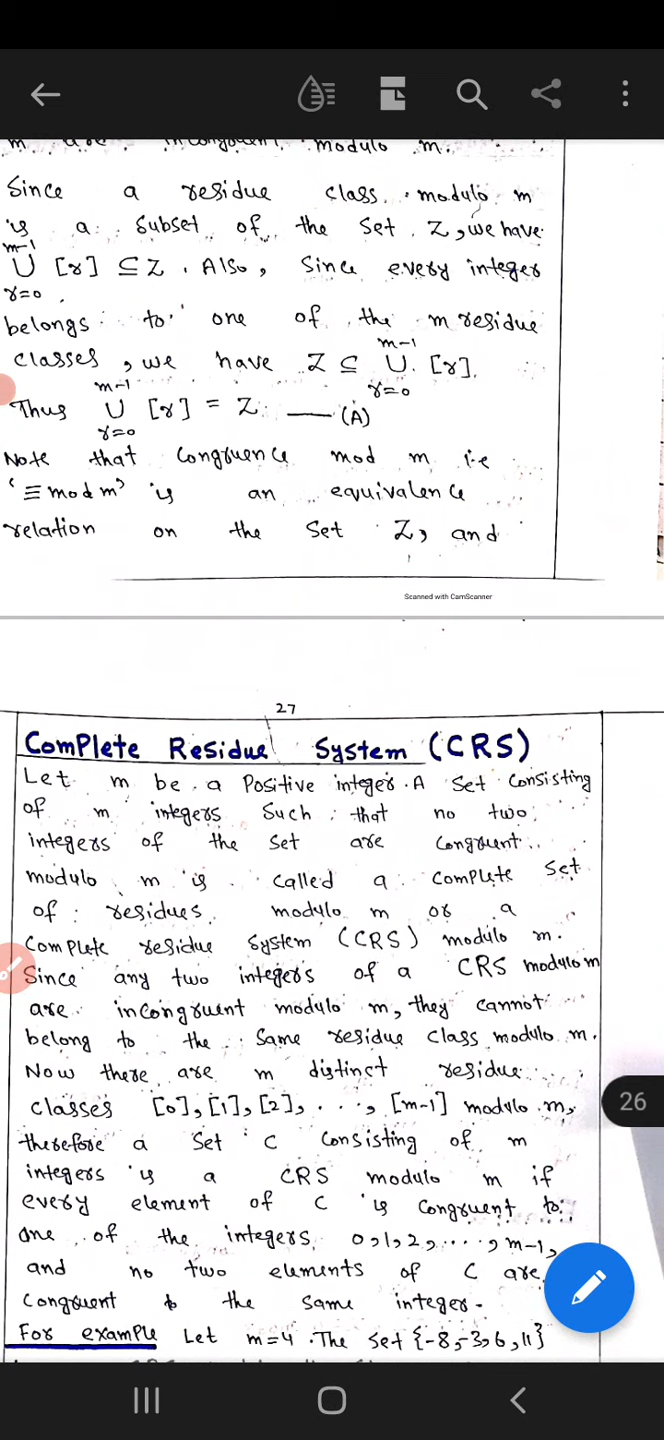 m are incongruent modulo m.
Since a residue class modulo m
is a subset of the set Z, we have
m-1
U [r] ⊆ Z. Also, since every integer
r=0
belongs to one of the m residue
classes, we have Z ⊆ m-1 U r=0 [r].
Thus m-1 U r=0 [r] = Z. — (A)
Note that congruence mod m i.e
'≡ mod m' is an equivalence
relation on the set Z, and
Scanned with CamScanner
27
Complete Residue System (CRS)
Let m be a positive integer. A set consisting
of m integers such that no two
integers of the set are congruent
modulo m is called a complete set
of residues modulo m or a
complete residue system (CRS) modulo m.
Since any two integers of a CRS modulo m
are incongruent modulo m, they cannot
belong to the same residue class modulo m.
Now there are m distinct residue
classes [0], [1], [2], . . ., [m-1] modulo m,
26
therefore a set C consisting of m
integers is a CRS modulo m if
every element of C is congruent to
one of the integers 0, 1, 2, ...., m-1,
and no two elements of C are
congruent to the same integer.
For example Let m=4. The set {-8, -3, 6, 11}